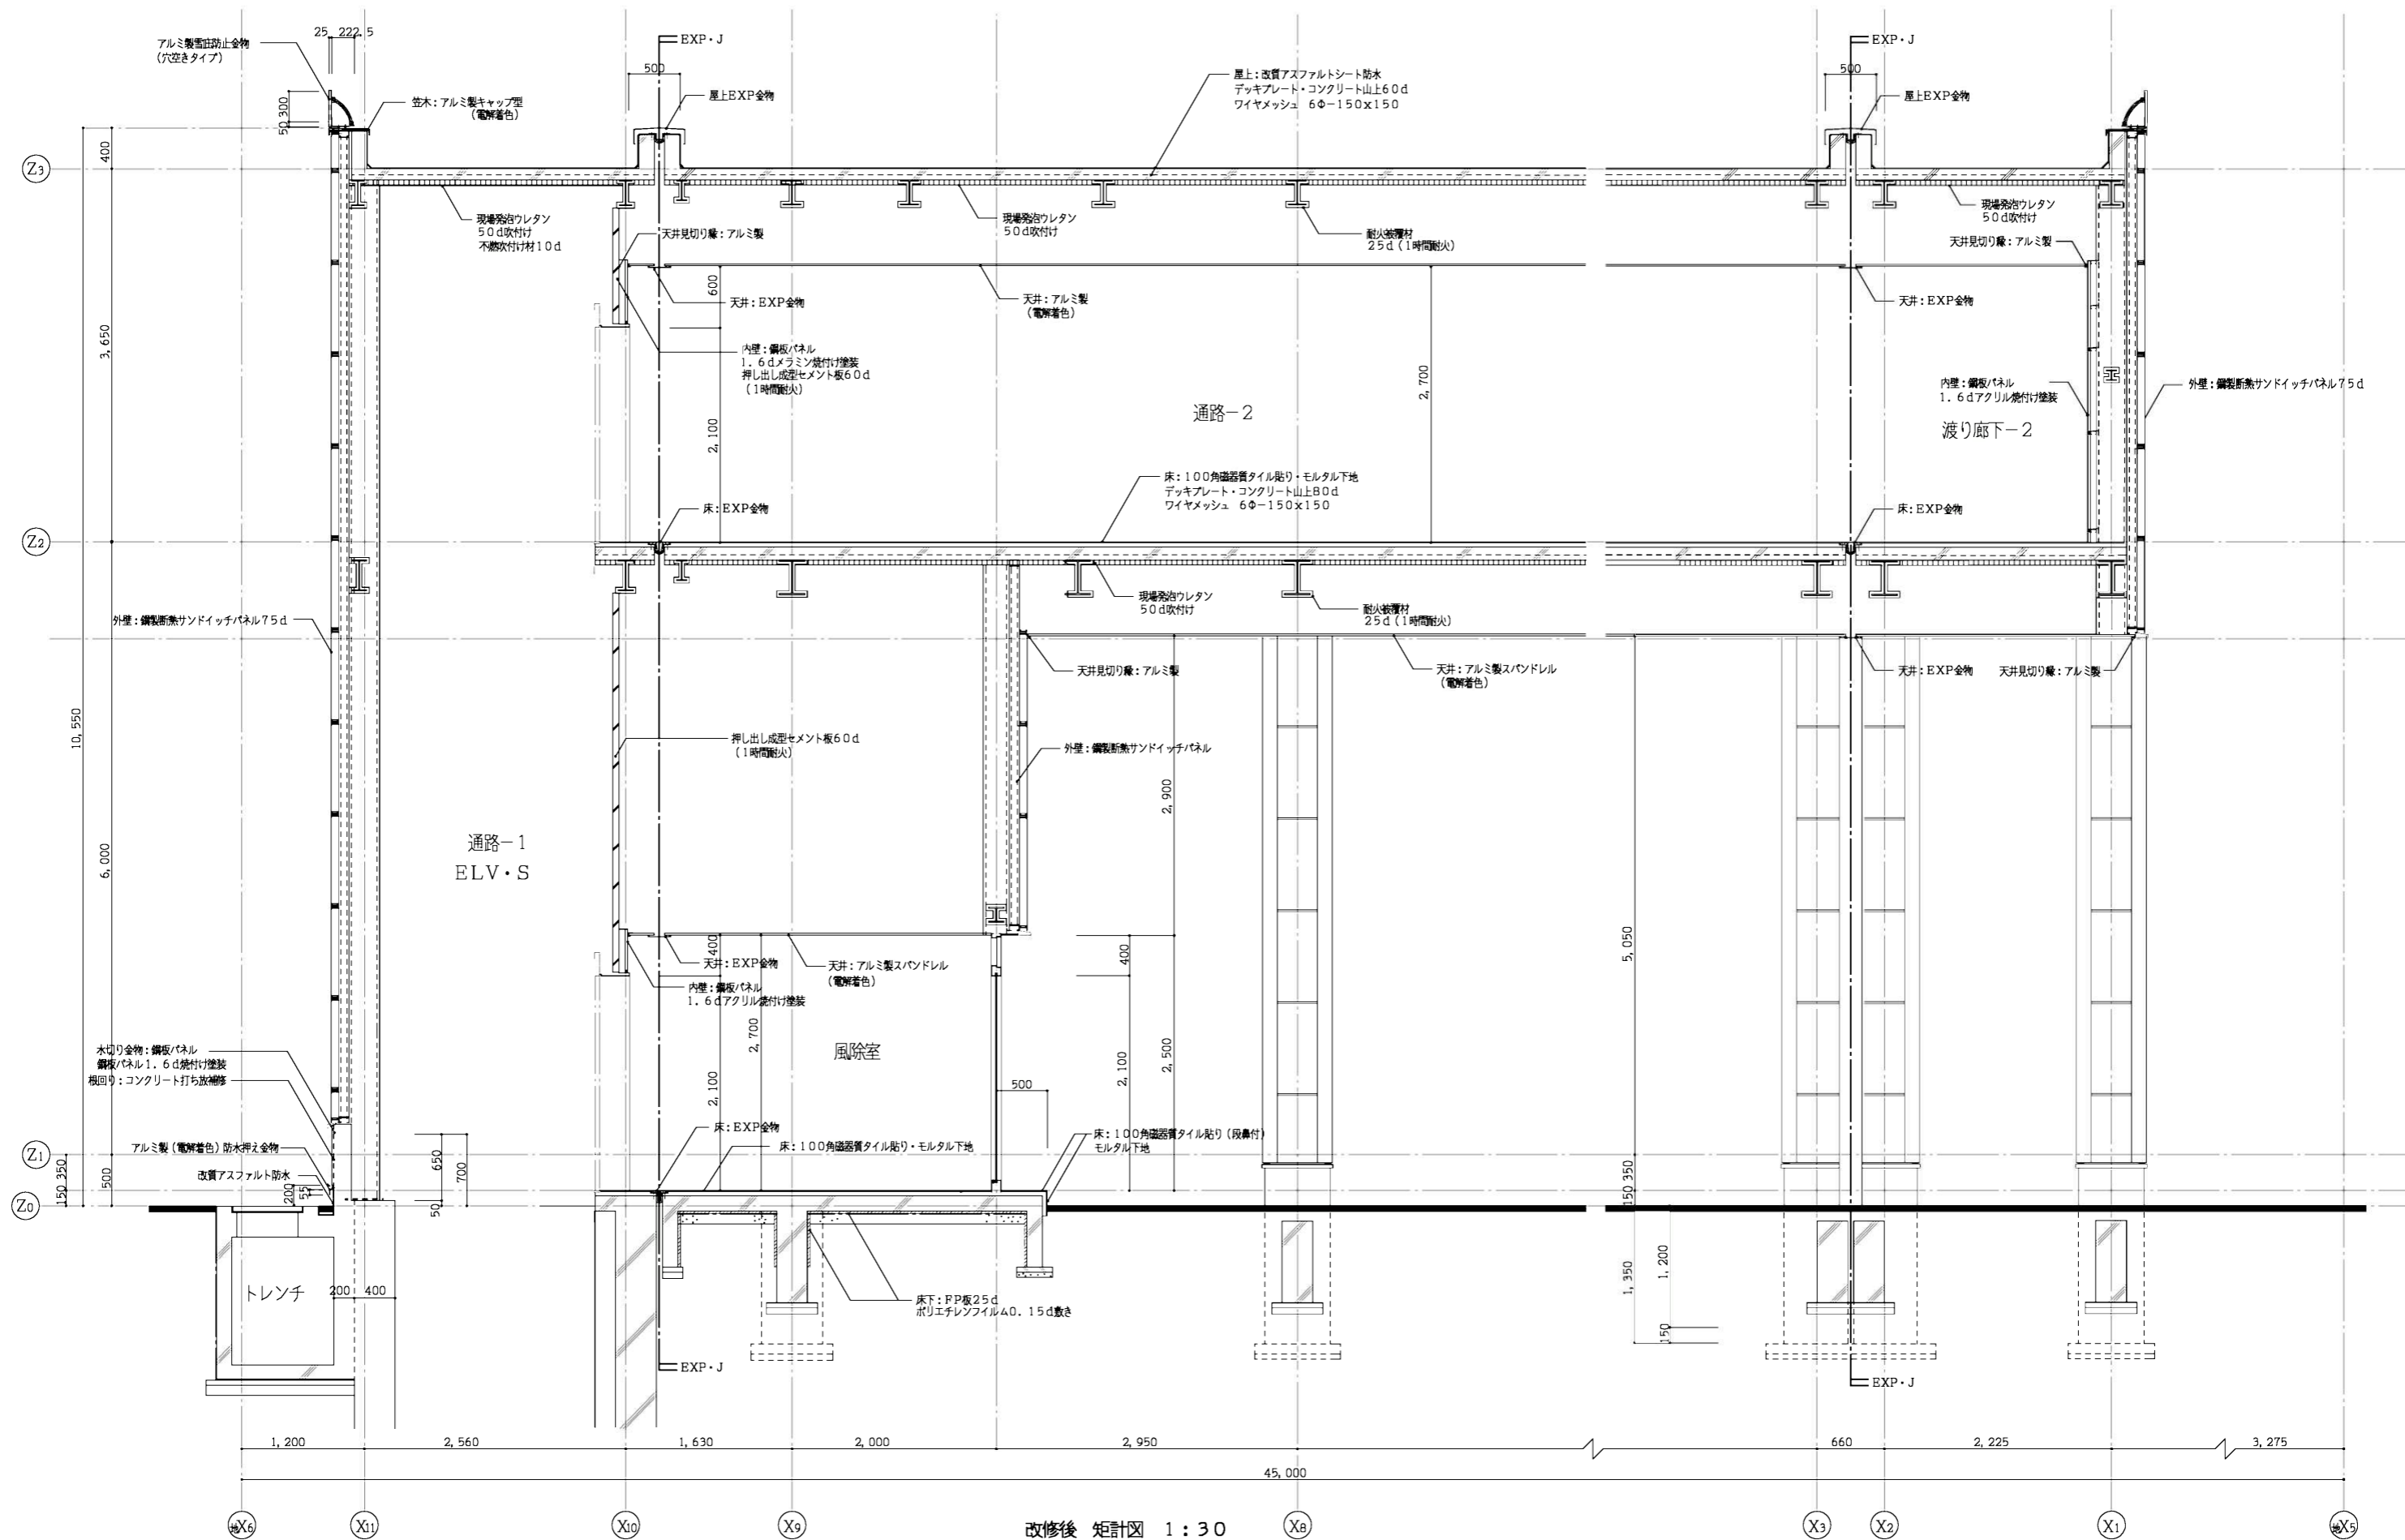 アルミ製雪庇防止金物
(穴空きタイプ)
25 222.5
50 300
笠木:アルミ製キャップ型
(電解着色)
EXP・J
500
屋上EXP金物
屋上:改質アスファルトシート防水
デッキプレート・コンクリート山上60d
ワイヤメッシュ 6Φ-150x150
EXP・J
500
屋上EXP金物
400
Z3
現場発泡ウレタン
50d吹付け
不燃吹付け材10d
天井見切り縁:アルミ製
現場発泡ウレタン
50d吹付け
耐火被覆材
25d(1時間耐火)
現場発泡ウレタン
50d吹付け
天井見切り縁:アルミ製
600
天井:EXP金物
天井:アルミ製
(電解着色)
天井:EXP金物
3,650
内壁:鋼板パネル
1.6dメラミン焼付け塗装
押し出し成型セメント板60d
(1時間耐火)
2,100
2,700
通路-2
内壁:鋼板パネル
1.6dアクリル焼付け塗装
渡り廊下-2
外壁:鋼製断熱サンドイッチパネル75d
床:100角磁器質タイル貼り・モルタル下地
デッキプレート・コンクリート山上80d
ワイヤメッシュ 6Φ-150x150
床:EXP金物
床:EXP金物
Z2
現場発泡ウレタン
50d吹付け
耐火被覆材
25d(1時間耐火)
外壁:鋼製断熱サンドイッチパネル75d
天井見切り縁:アルミ製
天井:アルミ製スパンドレル
(電解着色)
天井:EXP金物
天井見切り縁:アルミ製
10,550
押し出し成型セメント板60d
(1時間耐火)
外壁:鋼製断熱サンドイッチパネル
2,900
6,000
通路-1
ELV・S
5,050
400
天井:EXP金物
天井:アルミ製スパンドレル
(電解着色)
400
内壁:鋼板パネル
1.6dアクリル焼付け塗装
2,700
2,100
風除室
2,100
2,500
500
水切り金物:鋼板パネル
鋼板パネル1.6d焼付け塗装
根回り:コンクリート打ち放補修
アルミ製(電解着色)防水押え金物
改質アスファルト防水
床:EXP金物
床:100角磁器質タイル貼り・モルタル下地
床:100角磁器質タイル貼り(段鼻付)
モルタル下地
Z1
150 350
500
200
55
650
50
700
150 350
Z0
トレンチ
200 400
床下:FP板25d
ポリエチレンフィルム0.15d敷き
1,350
1,200
150
EXP・J
EXP・J
1,200
2,560
1,630
2,000
2,950
660
2,225
3,275
45,000
X6
X11
X10
X9
改修後 矩計図 1:30
X8
X3
X2
X1
X5